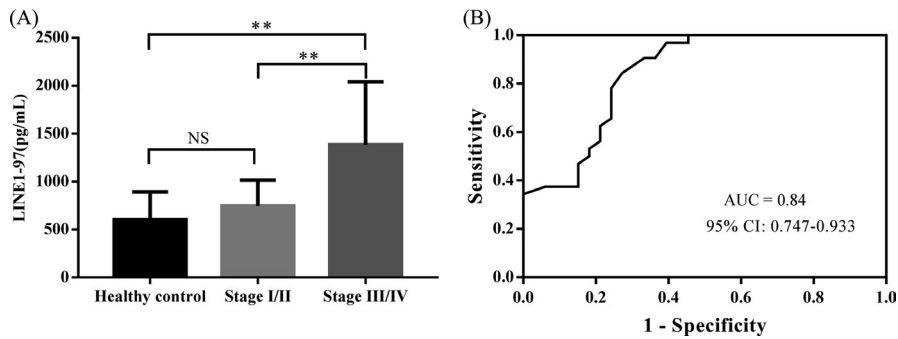 (A)
LINE1-97(pg/mL)
2500
2000
1500
1000
500
0
**
**
NS
Healthy control Stage I/II Stage III/IV
(B)
Sensitivity
1.0
0.8
0.6
0.4
0.2
0.0
AUC = 0.84
95% CI: 0.747-0.933
0.0 0.2 0.4 0.6 0.8 1.0
1 - Specificity